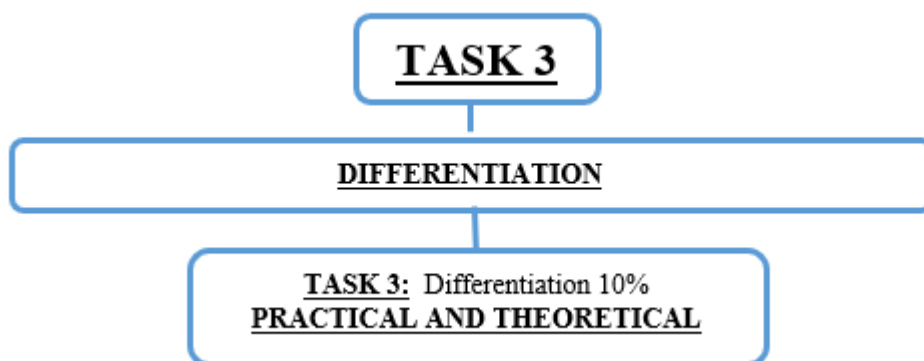 TASK 3
DIFFERENTIATION
TASK 3: Differentiation 10%
PRACTICAL AND THEORETICAL